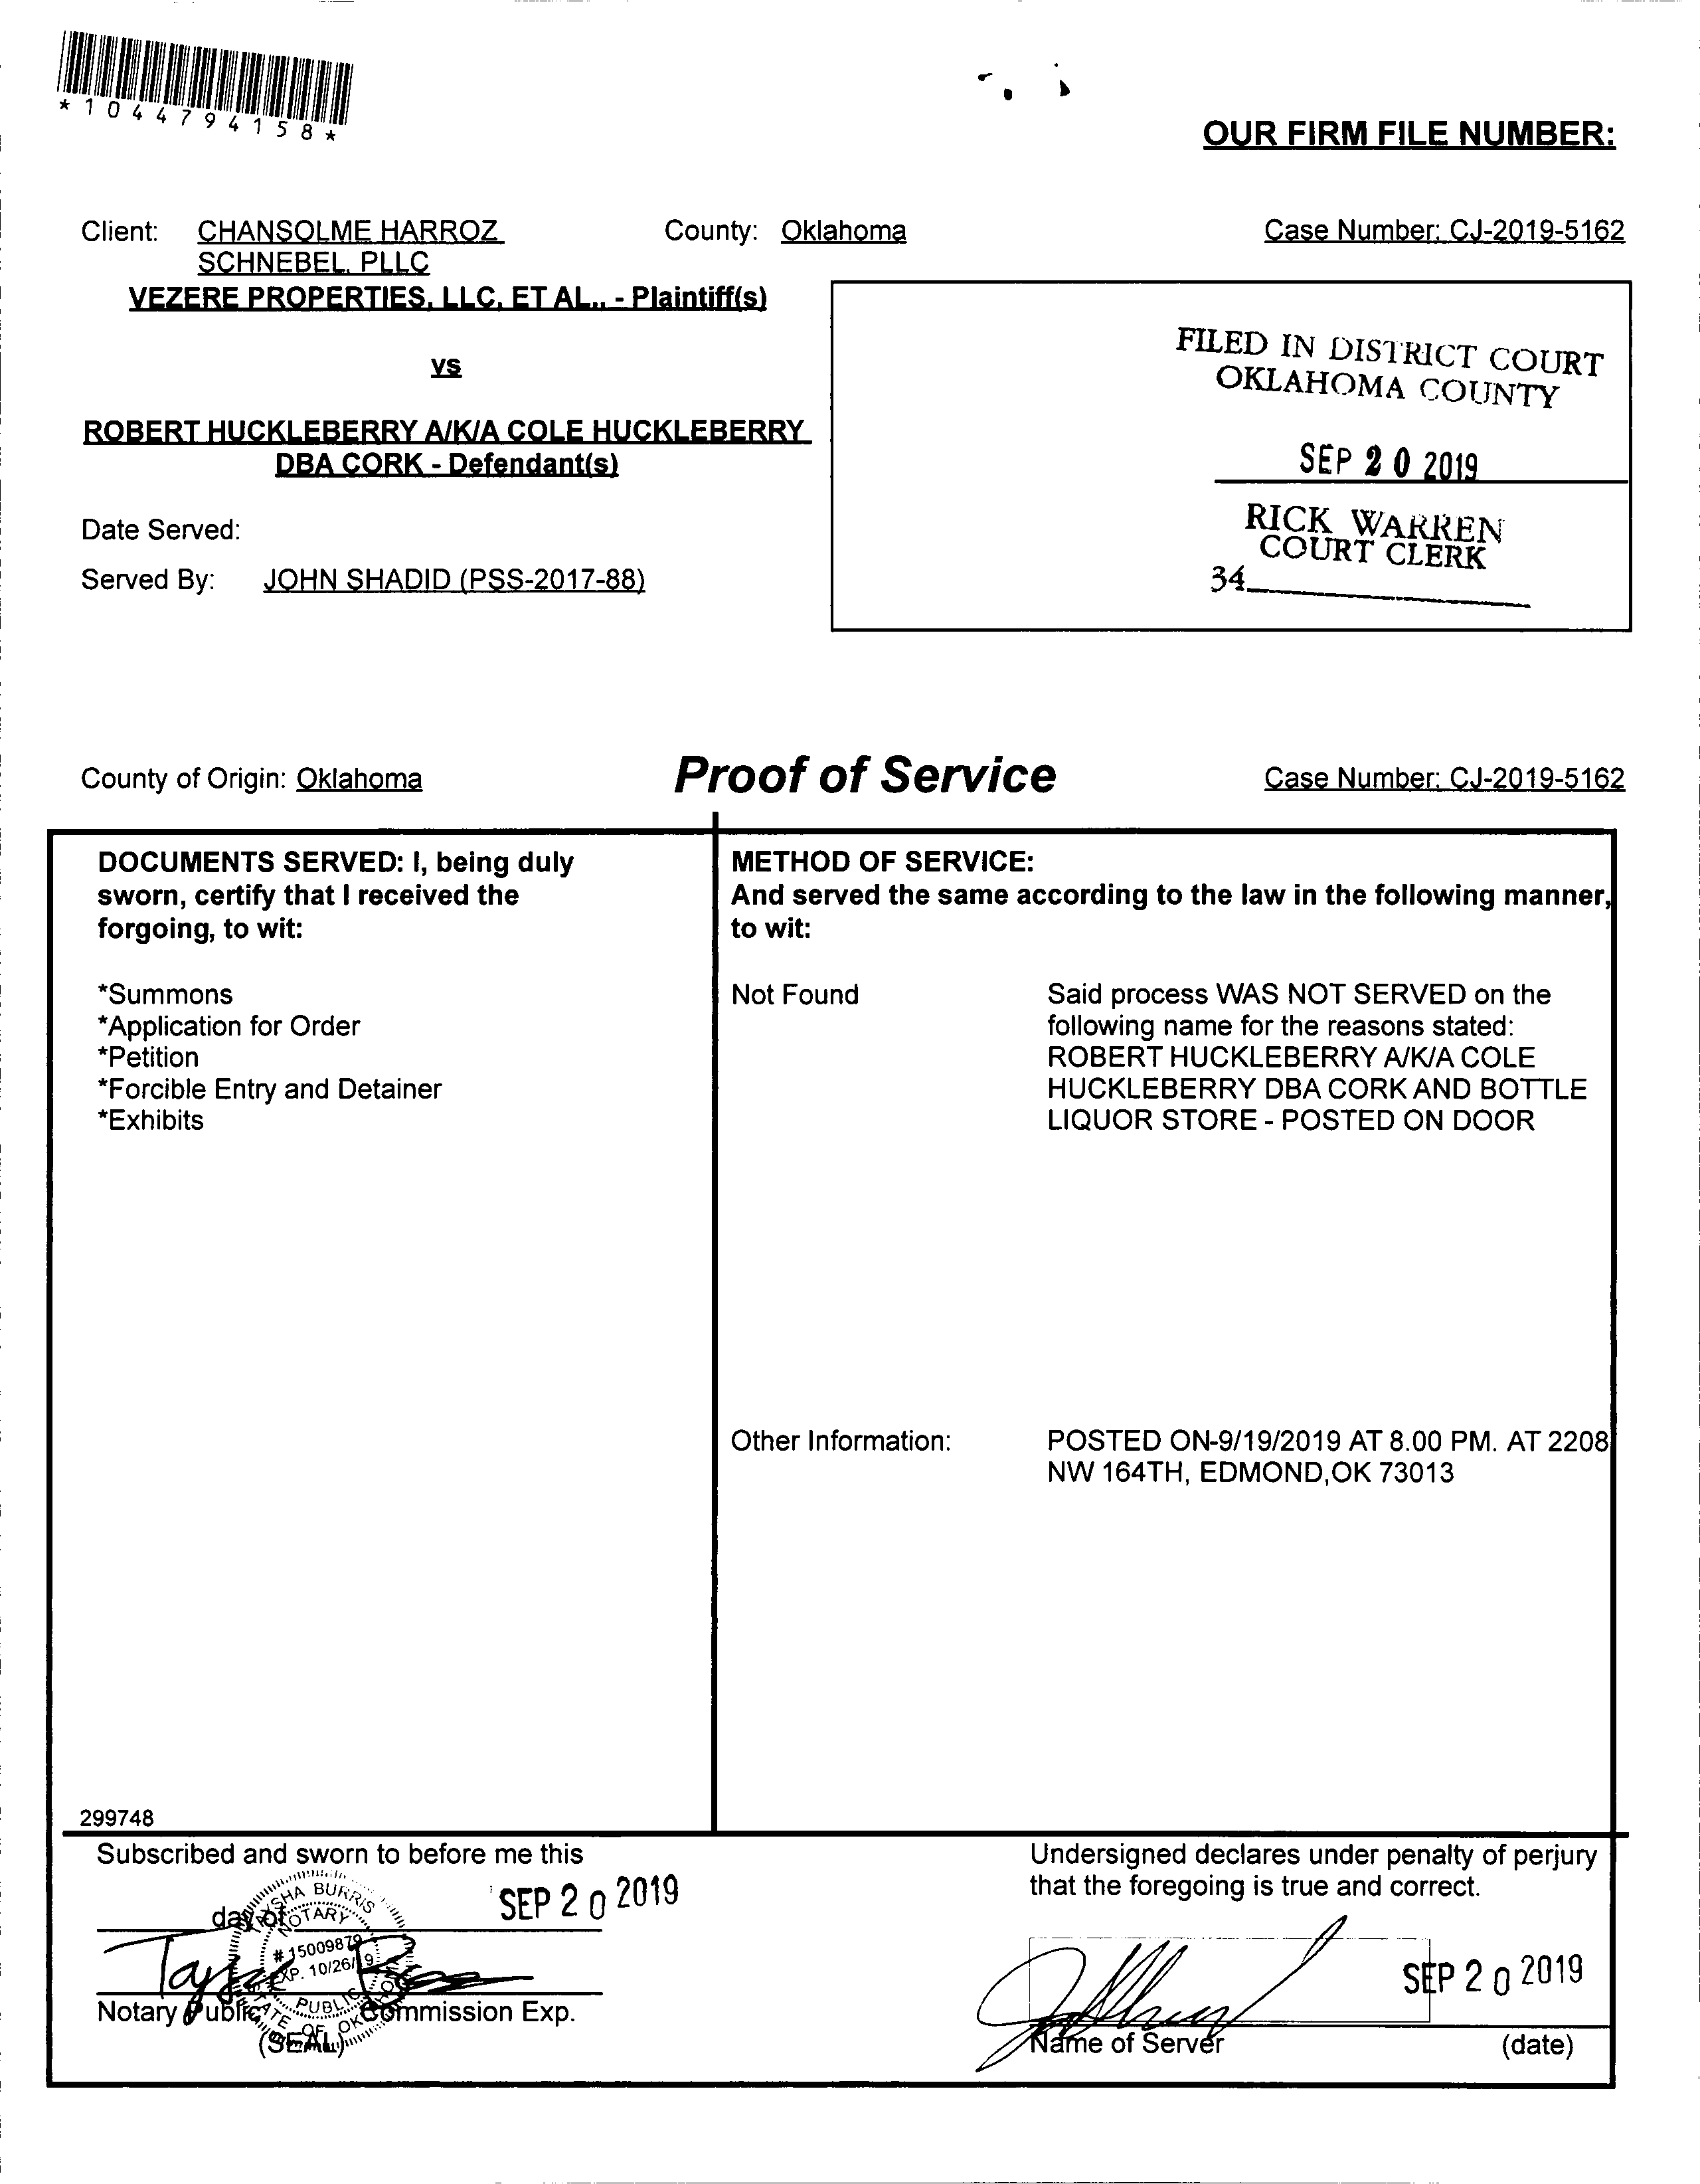 *1044794158*
OUR FIRM FILE NUMBER:
Client: CHANSOLME HARROZ County: Oklahoma Case Number: CJ-2019-5162
SCHNEBEL, PLLC
VEZERE PROPERTIES, LLC, ET AL., - Plaintiff(s)
vs
ROBERT HUCKLEBERRY A/K/A COLE HUCKLEBERRY
DBA CORK - Defendant(s)
Date Served:
Served By: JOHN SHADID (PSS-2017-88)
FILED IN DISTRICT COURT
OKLAHOMA COUNTY
SEP 20 2019
RICK WARREN
COURT CLERK
34
County of Origin: Oklahoma Proof of Service Case Number: CJ-2019-5162
DOCUMENTS SERVED: I, being duly
sworn, certify that I received the
forgoing, to wit:
*Summons
*Application for Order
*Petition
*Forcible Entry and Detainer
*Exhibits
METHOD OF SERVICE:
And served the same according to the law in the following manner,
to wit:
Not Found Said process WAS NOT SERVED on the
following name for the reasons stated:
ROBERT HUCKLEBERRY A/K/A COLE
HUCKLEBERRY DBA CORK AND BOTTLE
LIQUOR STORE - POSTED ON DOOR
Other Information: POSTED ON-9/19/2019 AT 8.00 PM. AT 2208
NW 164TH, EDMOND,OK 73013
299748
Subscribed and sworn to before me this
day of SEP 20 2019
BURRIS
NOTARY
# 15009879
EXP. 10/26/19
PUBLIC
STATE OF OKLAHOMA
Notary Public Commission Exp.
(SEAL)
Undersigned declares under penalty of perjury
that the foregoing is true and correct.
SEP 20 2019
Name of Server (date)